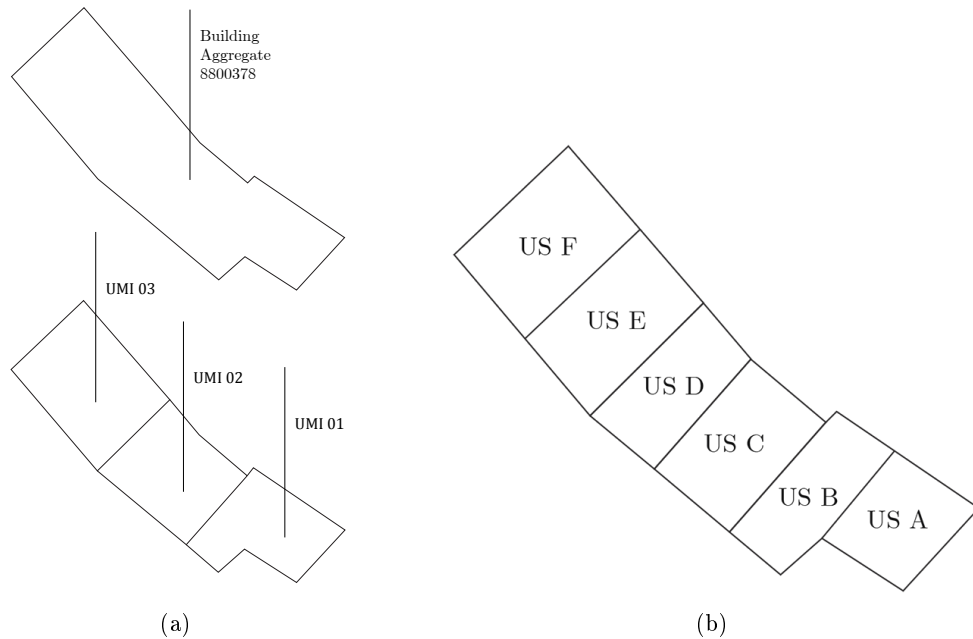 Building
Aggregate
8800378
UMI 03
UMI 02
UMI 01
(a)
US F
US E
US D
US C
US B
US A
(b)